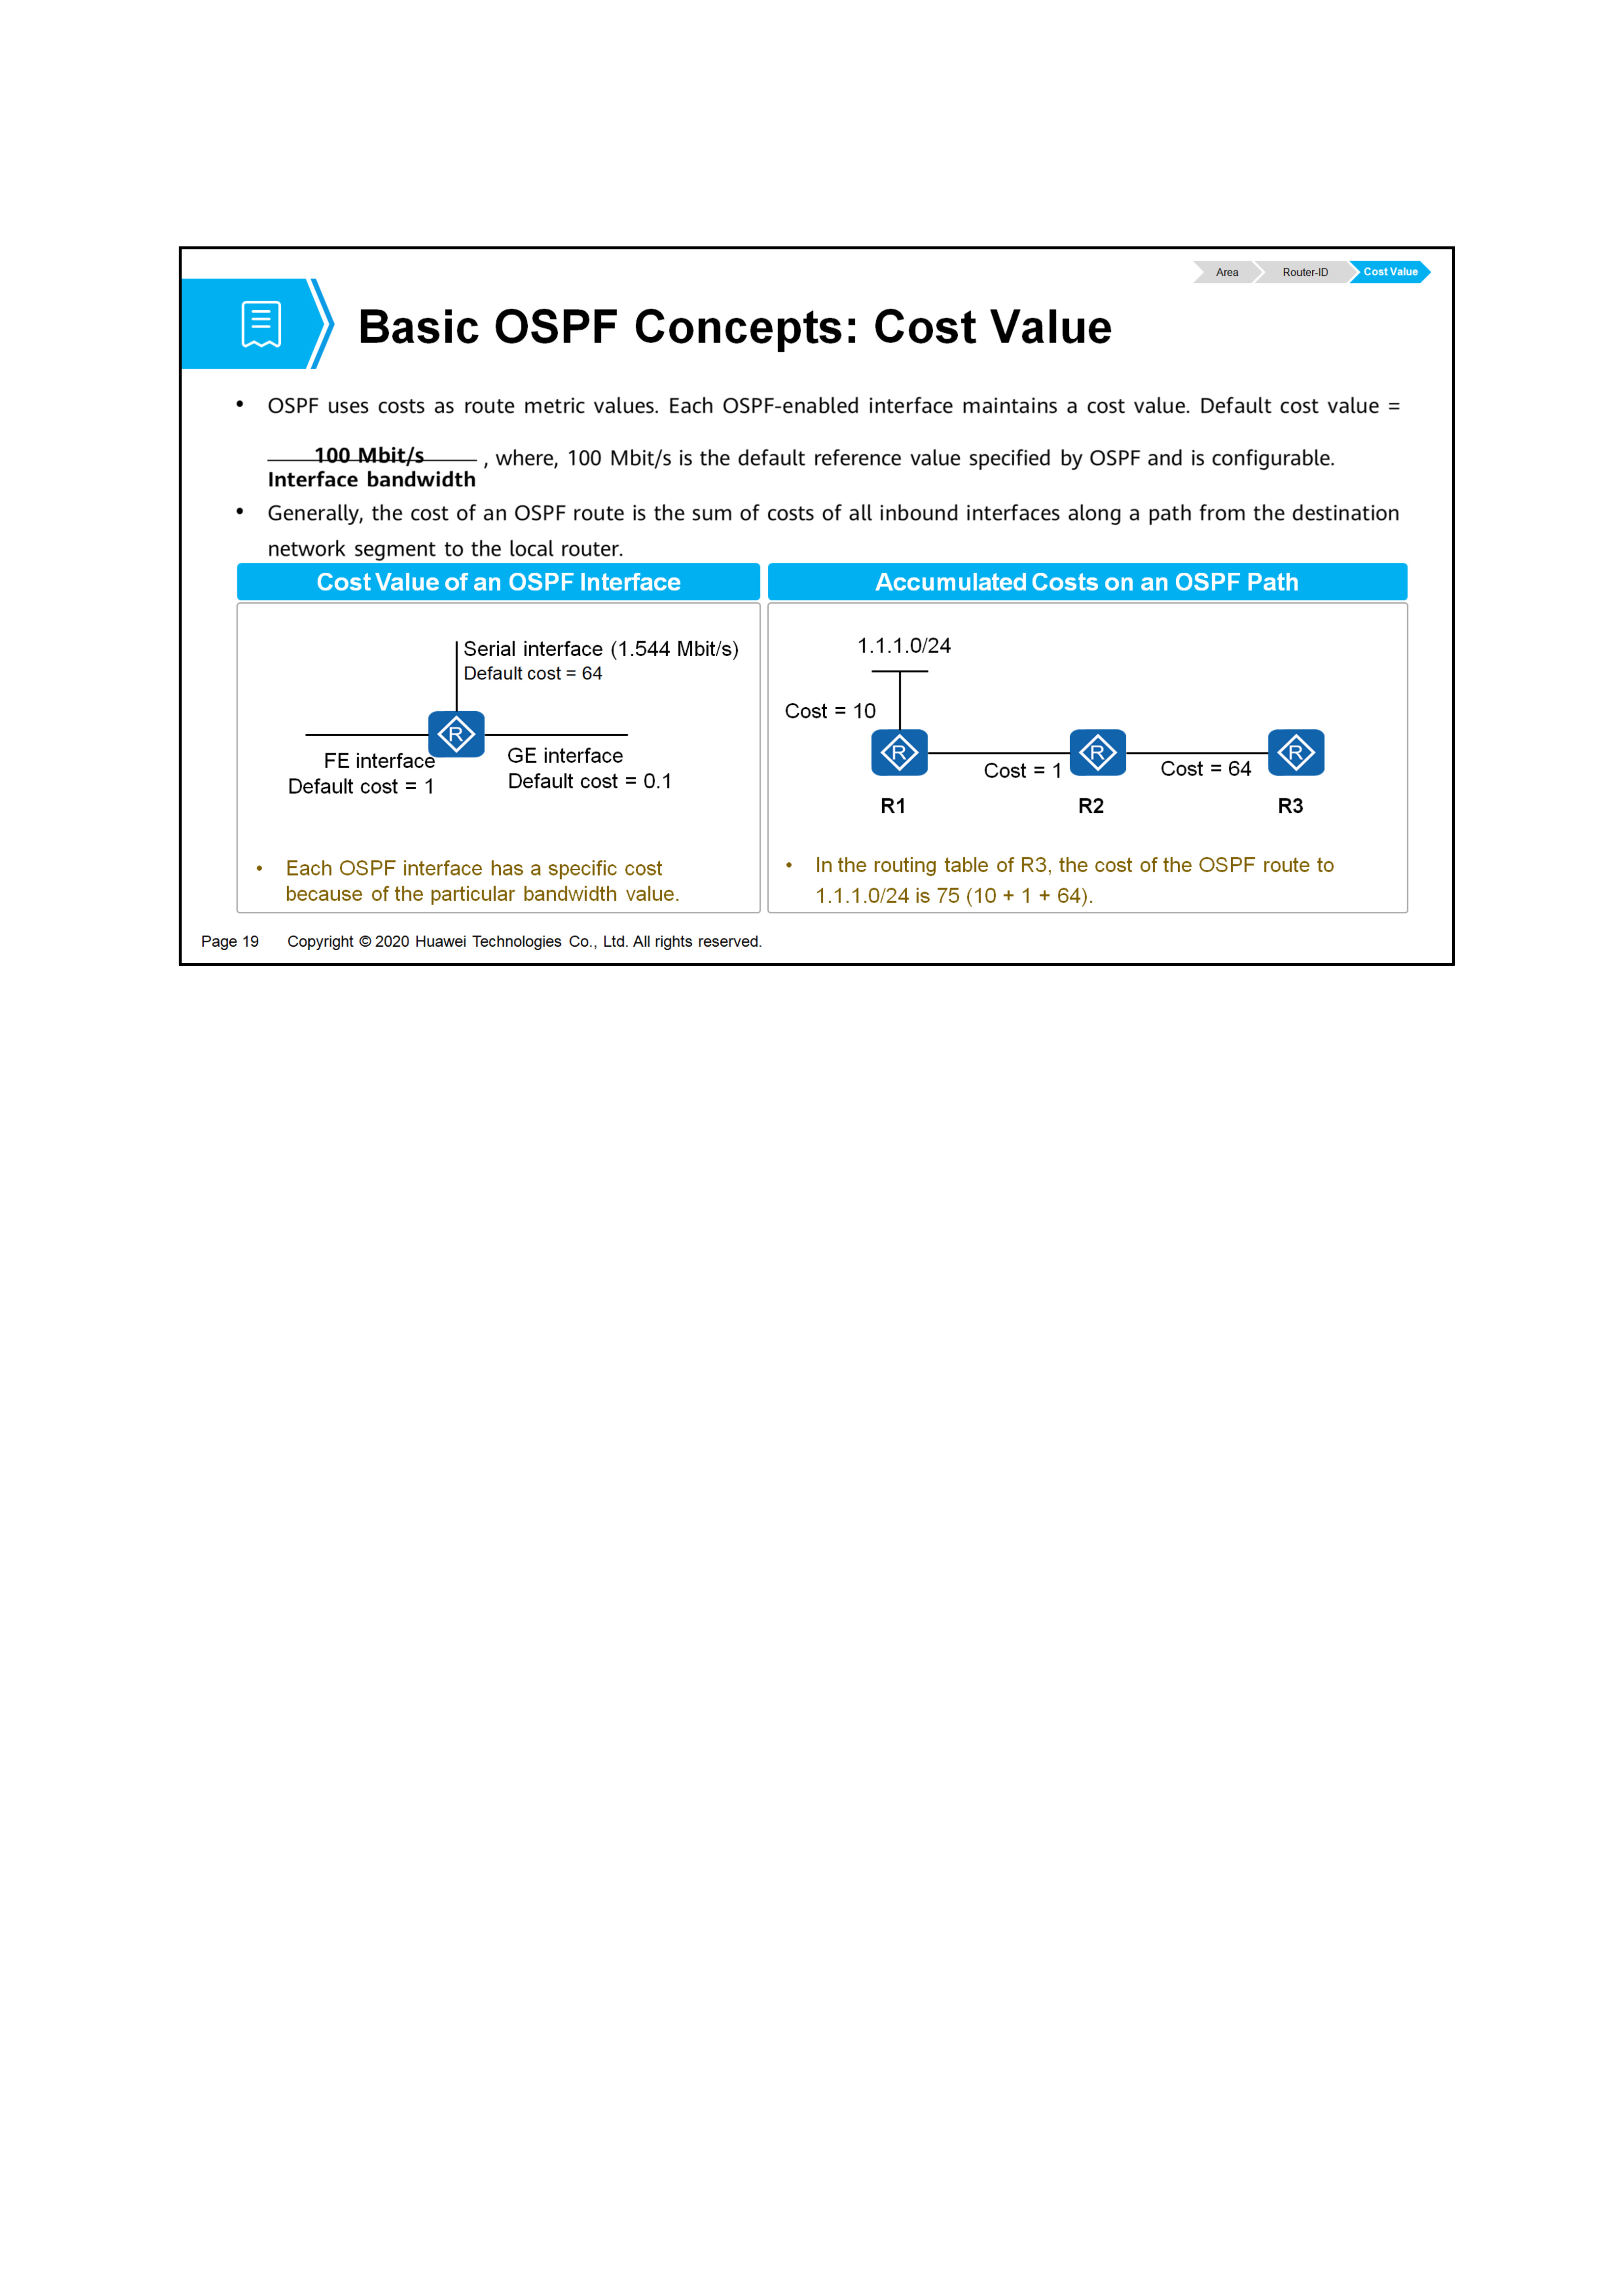 Area Router-ID Cost Value
Basic OSPF Concepts: Cost Value
• OSPF uses costs as route metric values. Each OSPF-enabled interface maintains a cost value. Default cost value =
100 Mbit/s
Interface bandwidth
, where, 100 Mbit/s is the default reference value specified by OSPF and is configurable.
• Generally, the cost of an OSPF route is the sum of costs of all inbound interfaces along a path from the destination
network segment to the local router.
Cost Value of an OSPF Interface
Serial interface (1.544 Mbit/s)
Default cost = 64
R
FE interface
Default cost = 1
GE interface
Default cost = 0.1
• Each OSPF interface has a specific cost
because of the particular bandwidth value.
Accumulated Costs on an OSPF Path
1.1.1.0/24
Cost = 10
R R R
Cost = 1 Cost = 64
R1 R2 R3
• In the routing table of R3, the cost of the OSPF route to
1.1.1.0/24 is 75 (10 + 1 + 64).
Page 19 Copyright © 2020 Huawei Technologies Co., Ltd. All rights reserved.